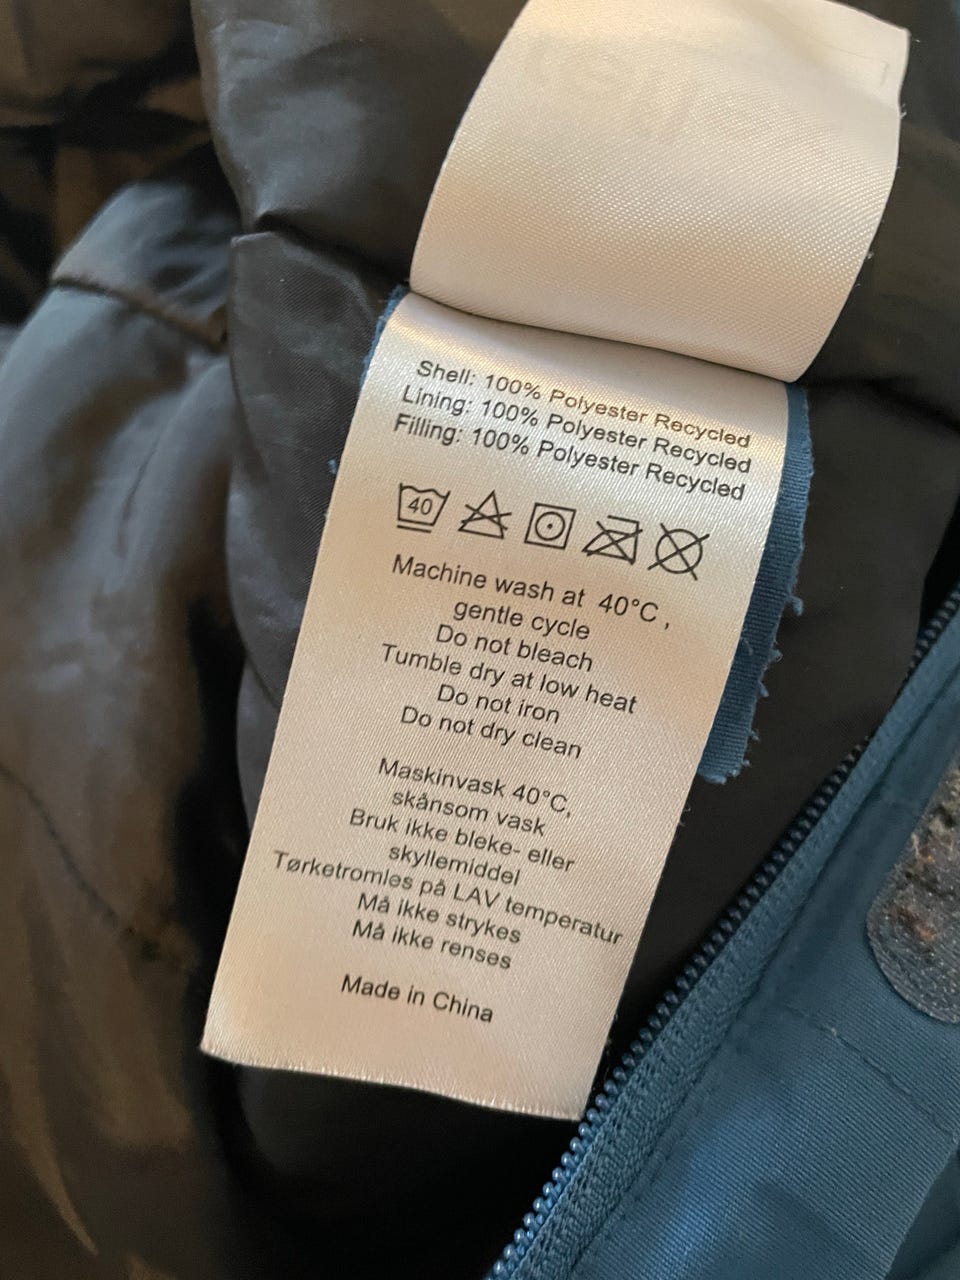 Shell: 100% Polyester Recycled
Lining: 100% Polyester Recycled
Filling: 100% Polyester Recycled
40
Machine wash at 40°C ,
gentle cycle
Do not bleach
Tumble dry at low heat
Do not iron
Do not dry clean
Maskinvask 40°C,
skånsom vask
Bruk ikke bleke- eller
skyllemiddel
Tørketromles på LAV temperatur
Må ikke strykes
Må ikke renses
Made in China